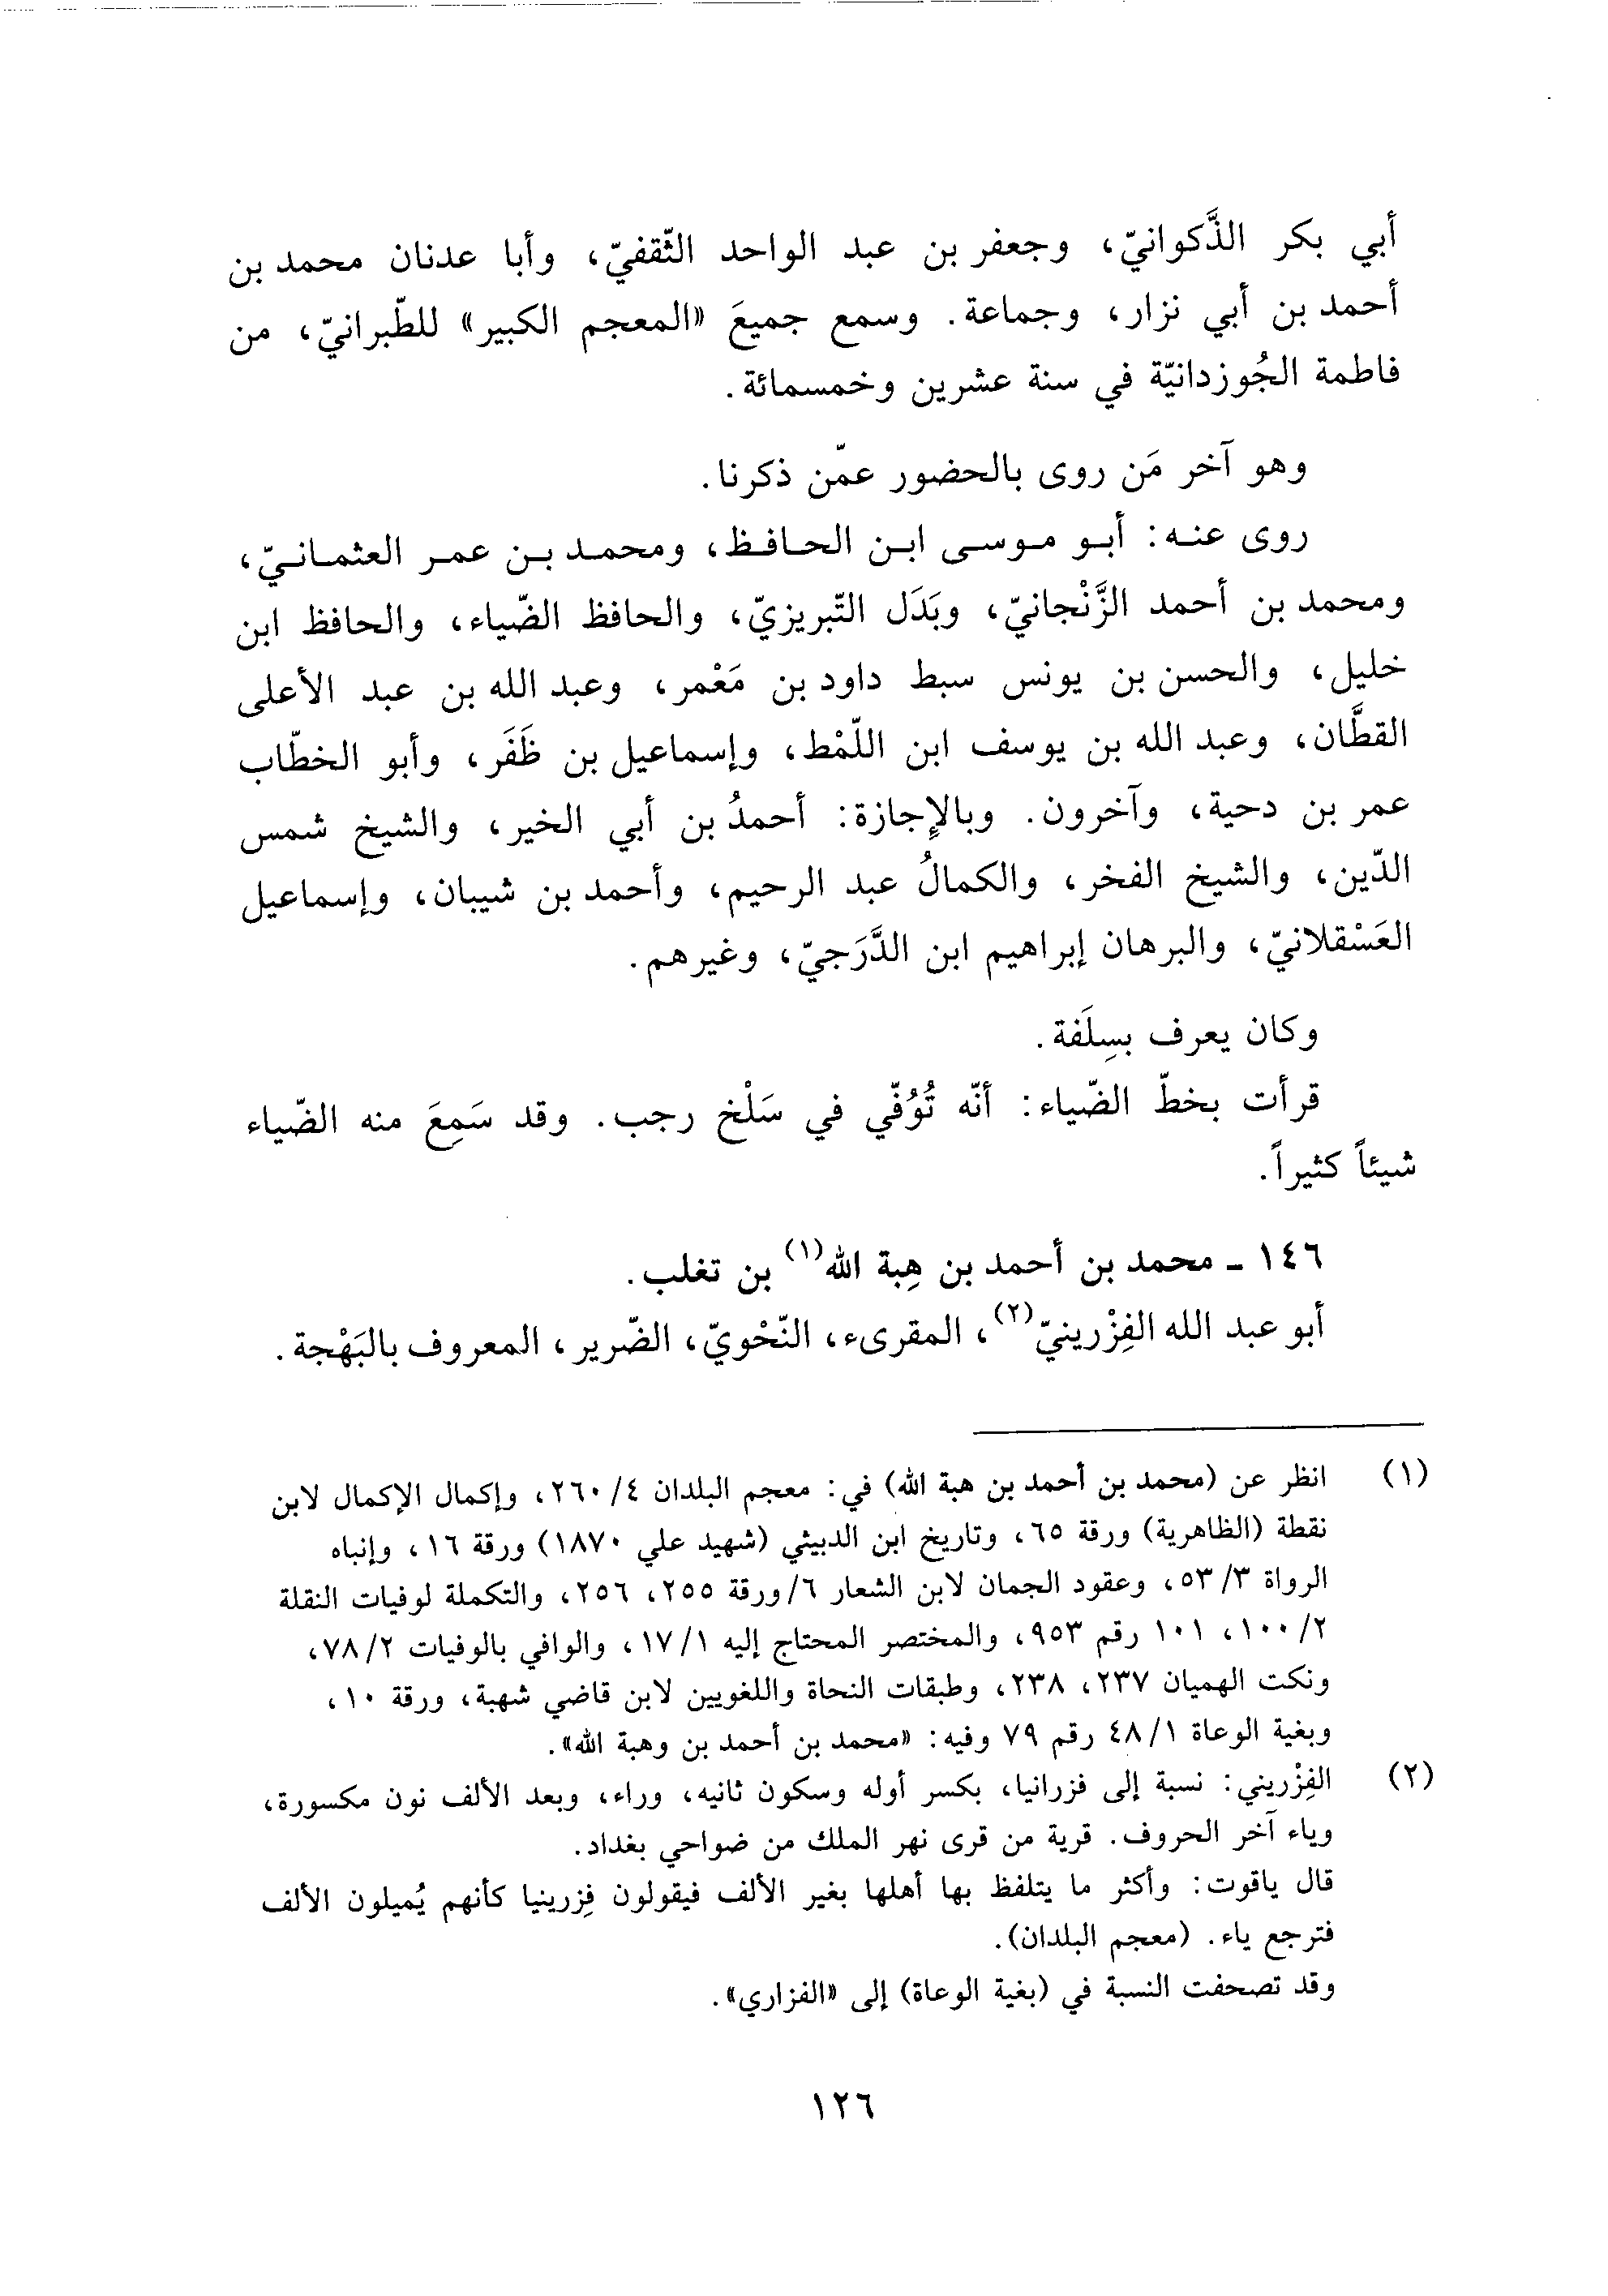 أبي بكر الذَّكوانيّ، وجعفر بن عبد الواحد الثّقفيّ، وأبا عدنان محمد بن
أحمد بن أبي نزار، وجماعة. وسمع جميعَ «المعجم الكبير» للطّبرانيّ، من
فاطمة الجُوزدانيّة في سنة عشرين وخمسمائة.
وهو آخر مَن روى بالحضور عمّن ذكرنا.
روى عنه: أبو موسى ابن الحافظ، ومحمد بن عمر العثمانيّ،
ومحمد بن أحمد الزَّنْجانيّ، وبَدَل التّبريزيّ، والحافظ الضّياء، والحافظ ابن
خليل، والحسن بن يونس سبط داود بن مَعْمر، وعبد الله بن عبد الأعلى
القطَّان، وعبد الله بن يوسف ابن اللّمْط، وإسماعيل بن ظَفَر، وأبو الخطّاب
عمر بن دحية، وآخرون. وبالإِجازة: أحمدُ بن أبي الخير، والشيخ شمس
الدّين، والشيخ الفخر، والكمالُ عبد الرحيم، وأحمد بن شيبان، وإسماعيل
العَسْقلانيّ، والبرهان إبراهيم ابن الدَّرَجيّ، وغيرهم.
وكان يعرف بسِلَفة.
قرأت بخطّ الضّياء: أنّه تُوُفّي في سَلْخ رجب. وقد سَمِعَ منه الضّياء
شيئاً كثيراً.
١٤٦ ـ محمد بن أحمد بن هِبة الله(١) بن تغلب.
أبو عبد الله الفِزْرينيّ(٢)، المقرىء، النّحْويّ، الضّرير، المعروف بالبَهْجة.
(١) انظر عن (محمد بن أحمد بن هبة الله) في: معجم البلدان ٤/ ٢٦٠، وإكمال الإكمال لابن
نقطة (الظاهرية) ورقة ٦٥، وتاريخ ابن الدبيثي (شهيد علي ١٨٧٠) ورقة ١٦، وإنباه
الرواة ٣/ ٥٣، وعقود الجمان لابن الشعار ٦/ ورقة ٢٥٥، ٢٥٦، والتكملة لوفيات النقلة
٢/ ١٠٠، ١٠١ رقم ٩٥٣، والمختصر المحتاج إليه ١/ ١٧، والوافي بالوفيات ٢/ ٧٨،
ونكت الهميان ٢٣٧، ٢٣٨، وطبقات النحاة واللغويين لابن قاضي شهبة، ورقة ١٠،
وبغية الوعاة ١/ ٤٨ رقم ٧٩ وفيه: «محمد بن أحمد بن وهبة الله».
(٢) الفِزْريني: نسبة إلى فزرانيا، بكسر أوله وسكون ثانيه، وراء، وبعد الألف نون مكسورة،
وياء آخر الحروف. قرية من قرى نهر الملك من ضواحي بغداد.
قال ياقوت: وأكثر ما يتلفظ بها أهلها بغير الألف فيقولون فِزرينيا كأنهم يُميلون الألف
فترجع ياء. (معجم البلدان).
وقد تصحفت النسبة في (بغية الوعاة) إلى «الفزاري».
١٢٦